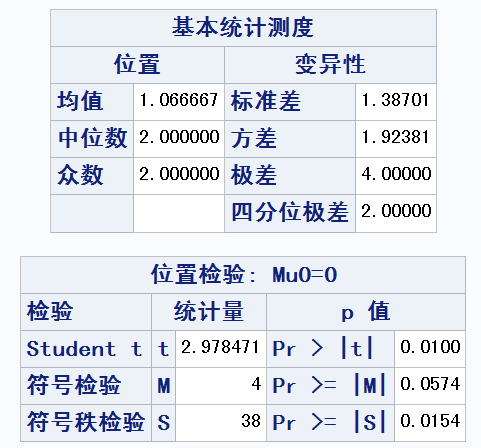 基本统计测度
位置 变异性
均值 1.066667 标准差 1.38701
中位数 2.000000 方差 1.92381
众数 2.000000 极差 4.00000
四分位极差 2.00000
位置检验: Mu0=0
检验 统计量 p 值
Student t t 2.978471 Pr > |t| 0.0100
符号检验 M 4 Pr >= |M| 0.0574
符号秩检验 S 38 Pr >= |S| 0.0154